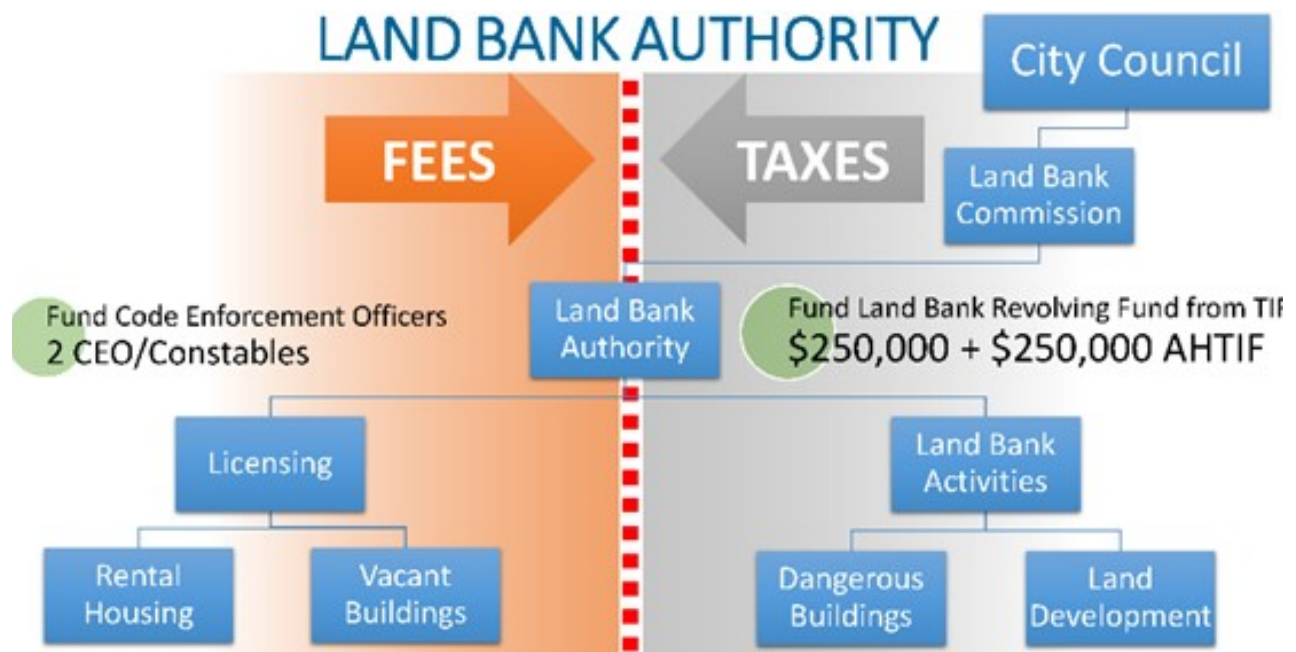 LAND BANK AUTHORITY
City Council
FEES
TAXES
Land Bank
Commission
Fund Code Enforcement Officers
2 CEO/Constables
Land Bank
Authority
Fund Land Bank Revolving Fund from TIF
$250,000 + $250,000 AHTIF
Licensing
Land Bank
Activities
Rental
Housing
Vacant
Buildings
Dangerous
Buildings
Land
Development